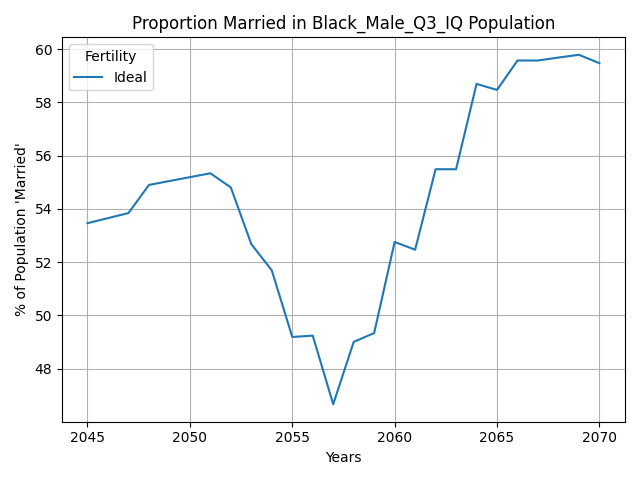 Proportion Married in Black_Male_Q3_IQ Population
Fertility
Ideal
60
58
56
54
52
50
48
% of Population 'Married'
2045 2050 2055 2060 2065 2070
Years